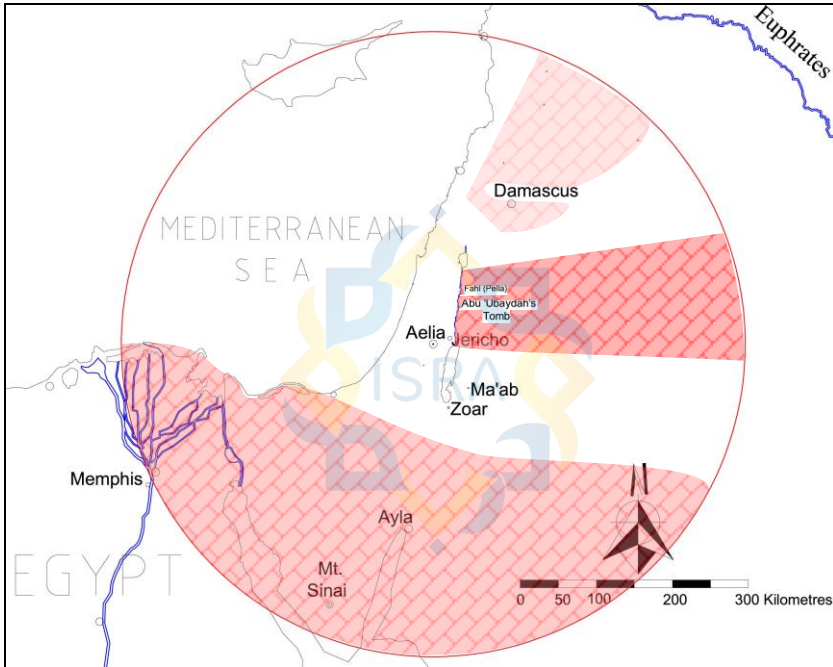 Euphrates
Damascus
MEDITERRANEAN
SEA
Fahl (Pella)
Abu 'Ubaydah's
Tomb
Aelia
Jericho
ISRA
Ma'ab
Zoar
Memphis
N
Ayla
EGYPT
Mt.
Sinai
0 50 100 200 300 Kilometres